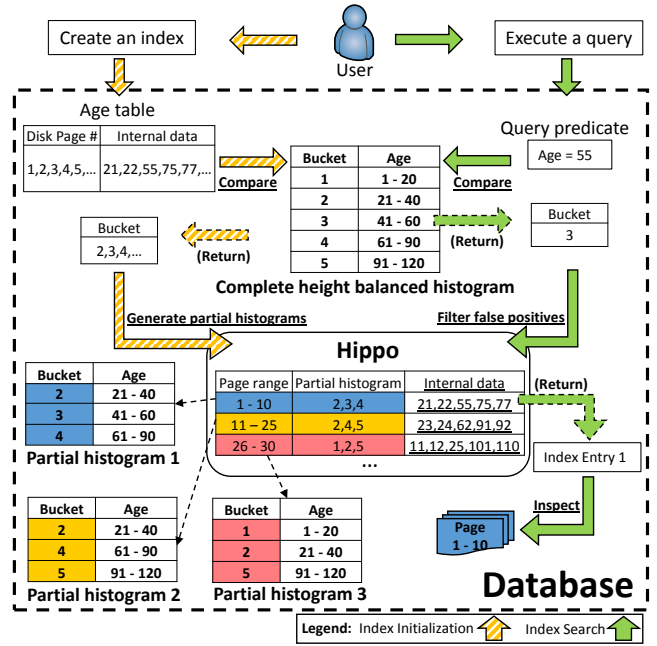 Create an index
User
Execute a query
Age table
Disk Page # Internal data
1,2,3,4,5,... 21,22,55,75,77,...
Compare
Bucket Age
1 1 - 20
2 21 - 40
3 41 - 60
4 61 - 90
5 91 - 120
Complete height balanced histogram
Query predicate
Age = 55
Compare
Bucket
2,3,4,...
(Return)
(Return)
Bucket
3
Generate partial histograms
Filter false positives
Hippo
Page range Partial histogram Internal data
1 - 10 2,3,4 21,22,55,75,77
11 – 25 2,4,5 23,24,62,91,92
26 - 30 1,2,5 11,12,25,101,110
...
(Return)
Index Entry 1
Inspect
Page
1 - 10
Bucket Age
2 21 - 40
3 41 - 60
4 61 - 90
Partial histogram 1
Bucket Age
2 21 - 40
4 61 - 90
5 91 - 120
Partial histogram 2
Bucket Age
1 1 - 20
2 21 - 40
5 91 - 120
Partial histogram 3
Database
Legend: Index Initialization Index Search